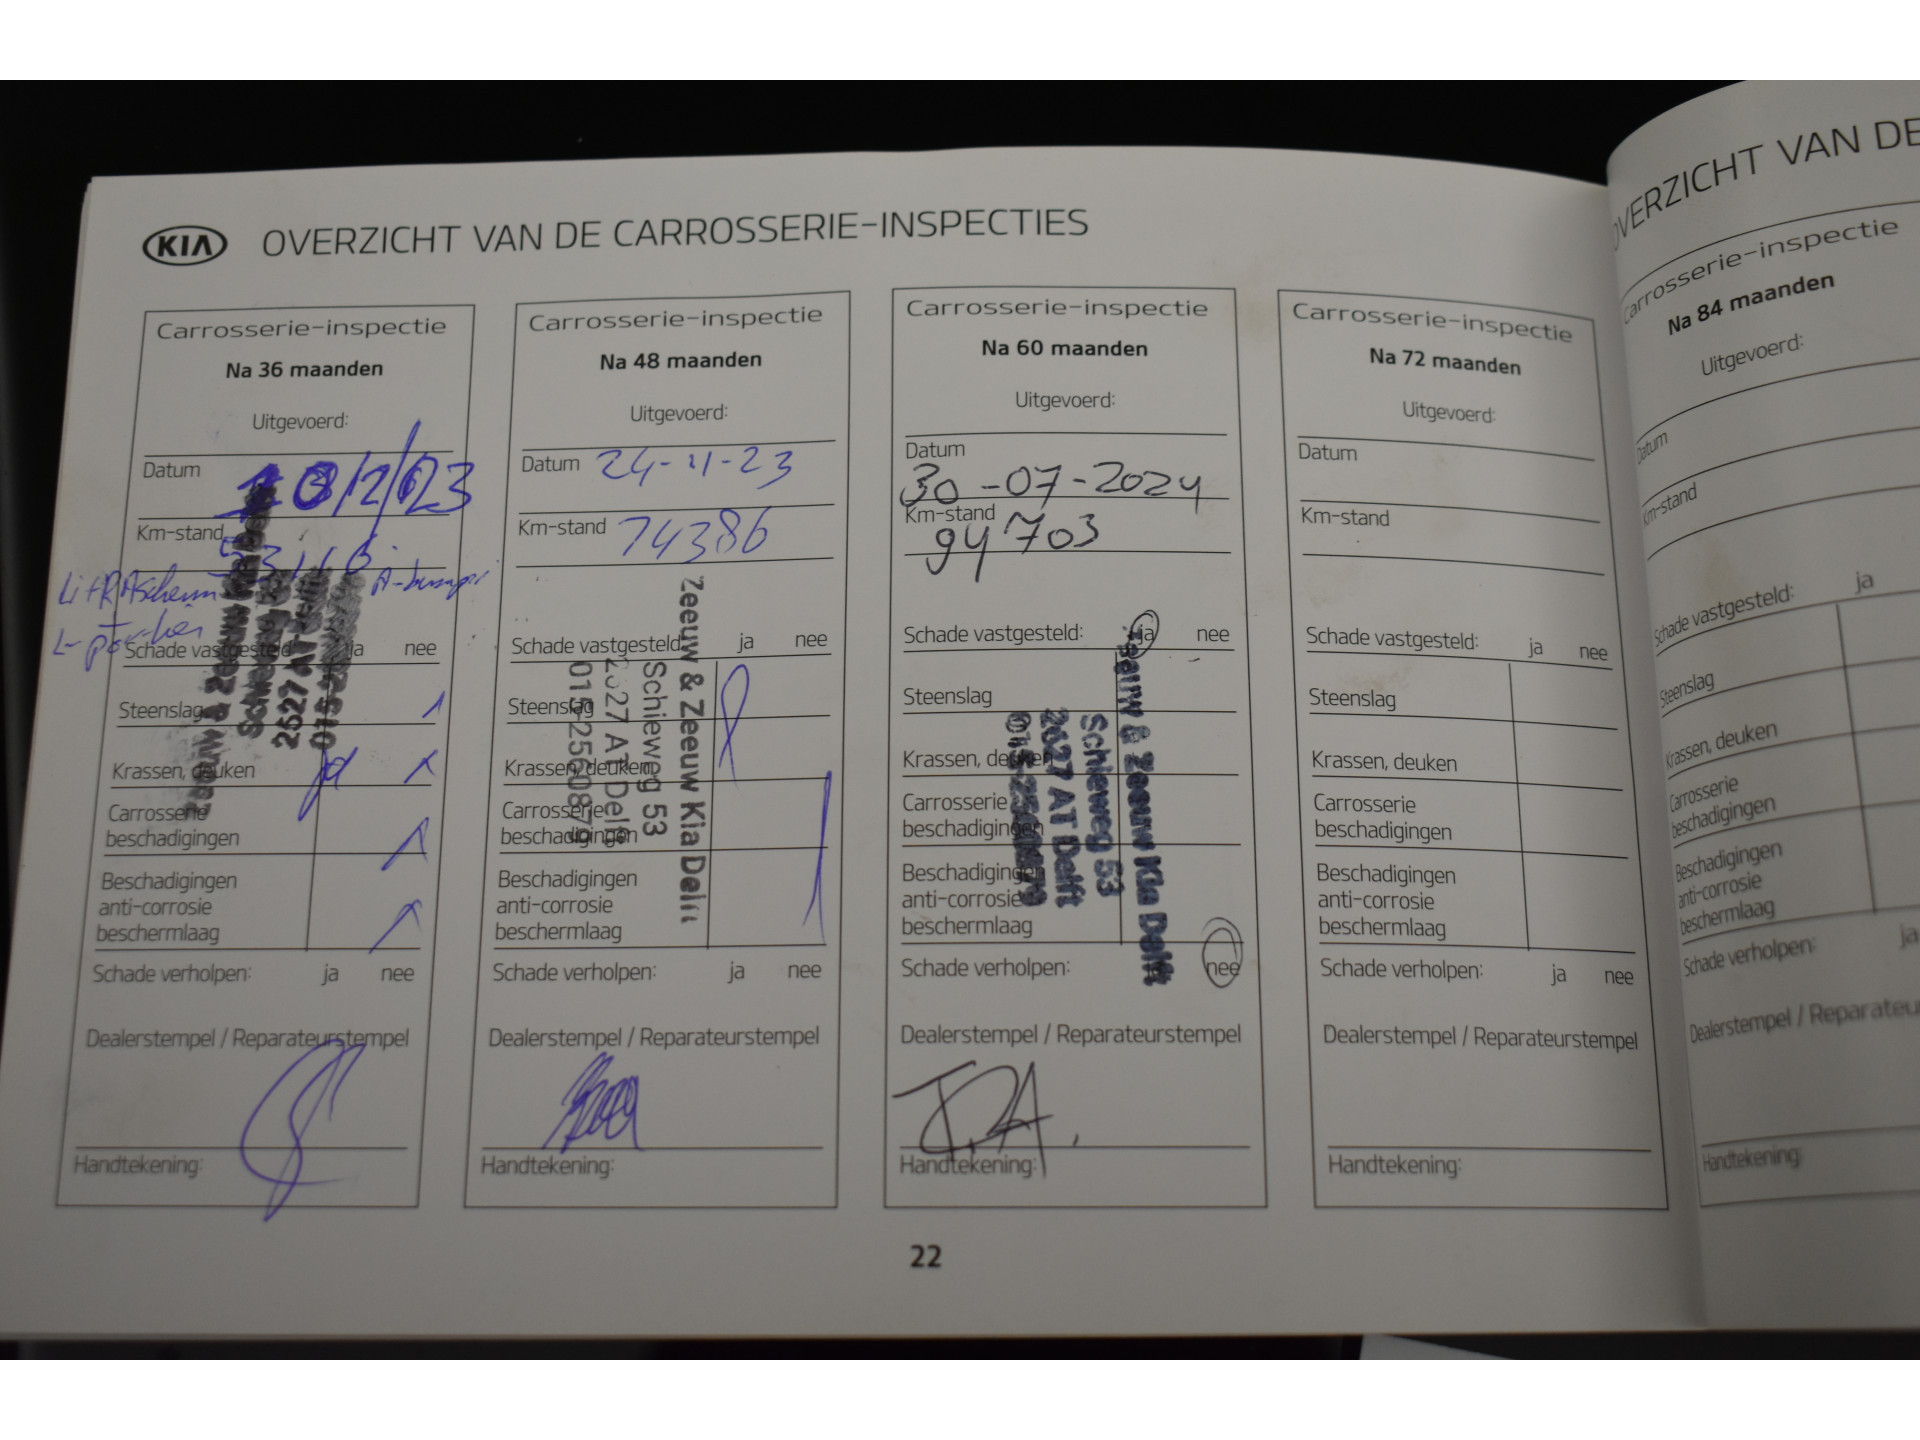 KIA OVERZICHT VAN DE CARROSSERIE-INSPECTIES
Carrosserie-inspectie
Na 36 maanden
Uitgevoerd:
Datum
Km-stand
Schade vastgesteld: ja nee
Steenslag
Krassen, deuken
Carrosserie
beschadigingen
Beschadigingen
anti-corrosie
beschermlaag
Schade verholpen: ja nee
Dealerstempel / Reparateurstempel
Handtekening:
Carrosserie-inspectie
Na 48 maanden
Uitgevoerd:
Datum 24-11-23
Km-stand 74386
Schade vastgesteld: ja nee
Steenslag
Krassen, deuken
Carrosserie
beschadigingen
Beschadigingen
anti-corrosie
beschermlaag
Zeeuw & Zeeuw Kia Delft
Schieweg 53
2627 AT Delft
015-2560879
Schade verholpen: ja nee
Dealerstempel / Reparateurstempel
Handtekening:
Carrosserie-inspectie
Na 60 maanden
Uitgevoerd:
Datum
30-07-2024
Km-stand
94703
Schade vastgesteld: ja nee
Steenslag
Krassen, deuken
Carrosserie
beschadigingen
Beschadigingen
anti-corrosie
beschermlaag
Zeeuw & Zeeuw Kia Delft
Schieweg 53
2627 AT Delft
015-2560879
Schade verholpen: nee
Dealerstempel / Reparateurstempel
Handtekening:
Carrosserie-inspectie
Na 72 maanden
Uitgevoerd:
Datum
Km-stand
Schade vastgesteld: ja nee
Steenslag
Krassen, deuken
Carrosserie
beschadigingen
Beschadigingen
anti-corrosie
beschermlaag
Schade verholpen: ja nee
Dealerstempel / Reparateurstempel
Handtekening:
22
OVERZICHT VAN DE
Carrosserie-inspectie
Na 84 maanden
Uitgevoerd:
Datum
Km-stand
Schade vastgesteld: ja
Steenslag
Krassen, deuken
Carrosserie
beschadigingen
Beschadigingen
anti-corrosie
beschermlaag
Schade verholpen: ja
Dealerstempel / Reparateu
Handtekening: